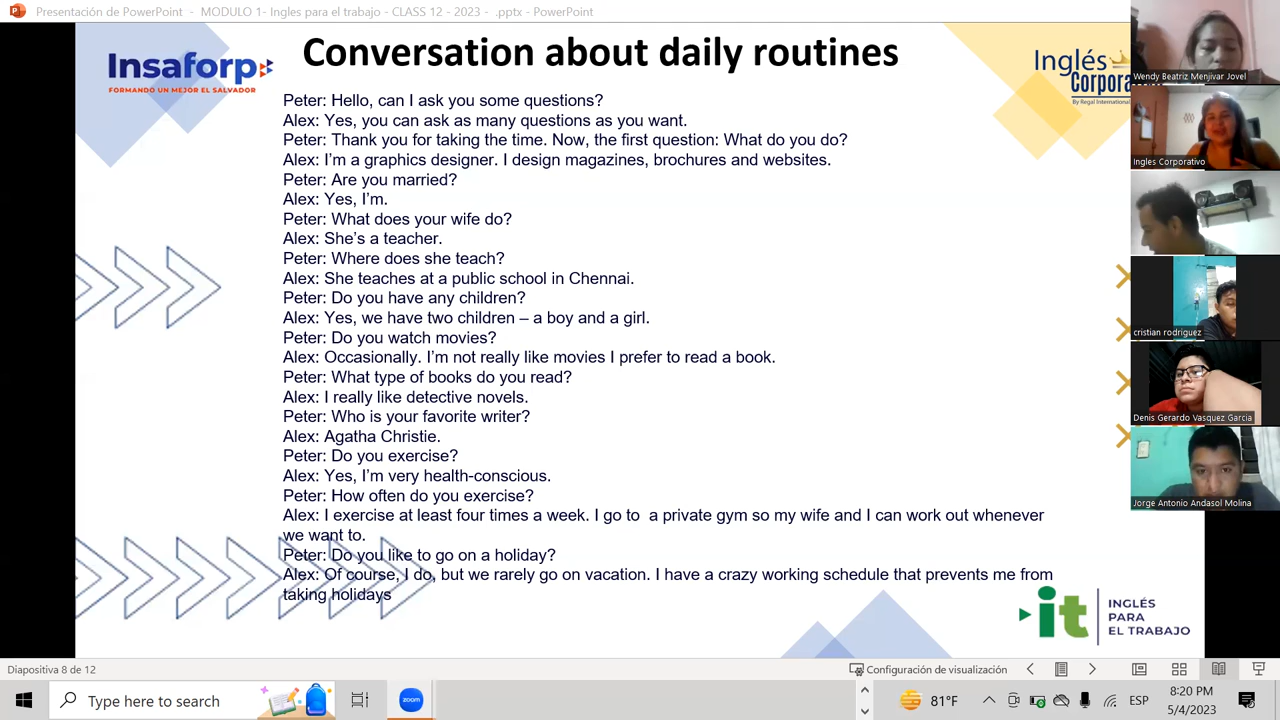 Presentación de PowerPoint - MODULO 1- Ingles para el trabajo - CLASS 12 - 2023 - .pptx - PowerPoint
Conversation about daily routines
Insaforp
FORMANDO UN MEJOR EL SALVADOR
Inglés
Corporativo
By Regal International
Peter: Hello, can I ask you some questions?
Alex: Yes, you can ask as many questions as you want.
Peter: Thank you for taking the time. Now, the first question: What do you do?
Alex: I'm a graphics designer. I design magazines, brochures and websites.
Peter: Are you married?
Alex: Yes, I'm.
Peter: What does your wife do?
Alex: She's a teacher.
Peter: Where does she teach?
Alex: She teaches at a public school in Chennai.
Peter: Do you have any children?
Alex: Yes, we have two children – a boy and a girl.
Peter: Do you watch movies?
Alex: Occasionally. I'm not really like movies I prefer to read a book.
Peter: What type of books do you read?
Alex: I really like detective novels.
Peter: Who is your favorite writer?
Alex: Agatha Christie.
Peter: Do you exercise?
Alex: Yes, I'm very health-conscious.
Peter: How often do you exercise?
Alex: I exercise at least four times a week. I go to a private gym so my wife and I can work out whenever
we want to.
Peter: Do you like to go on a holiday?
Alex: Of course, I do, but we rarely go on vacation. I have a crazy working schedule that prevents me from
taking holidays
it
INGLÉS
PARA
EL TRABAJO
Wendy Beatriz Menjivar Jovel
Ingles Corporativo
cristian rodriguez
Denis Gerardo Vasquez Garcia
Jorge Antonio Andasol Molina
Diapositiva 8 de 12
Configuración de visualización
Type here to search
zoom
81°F
ESP
8:20 PM
5/4/2023